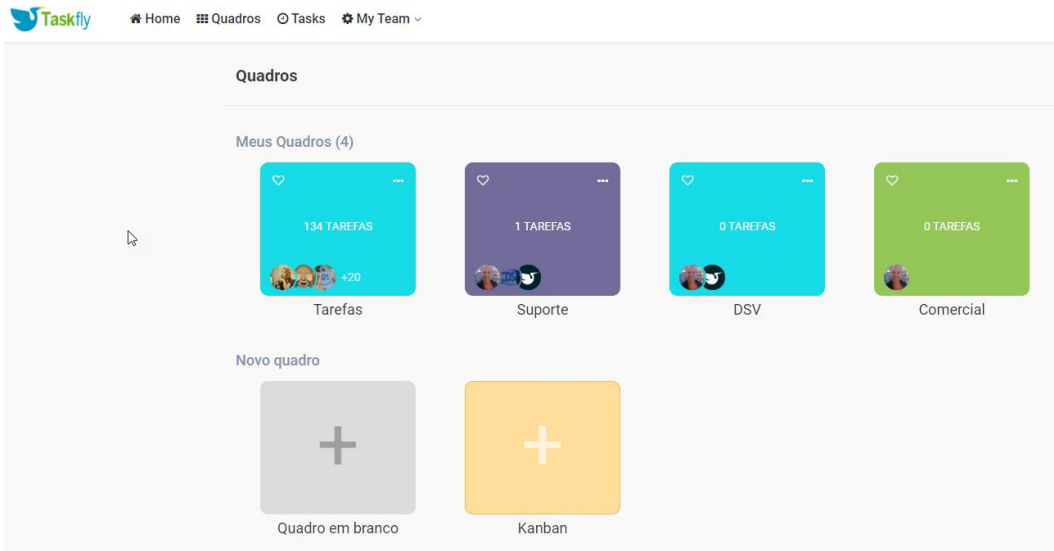 Taskfly Home Quadros Tasks My Team
Quadros
Meus Quadros (4)
134 TAREFAS
+20
Tarefas
1 TAREFAS
Suporte
0 TAREFAS
DSV
0 TAREFAS
Comercial
Novo quadro
Quadro em branco
Kanban